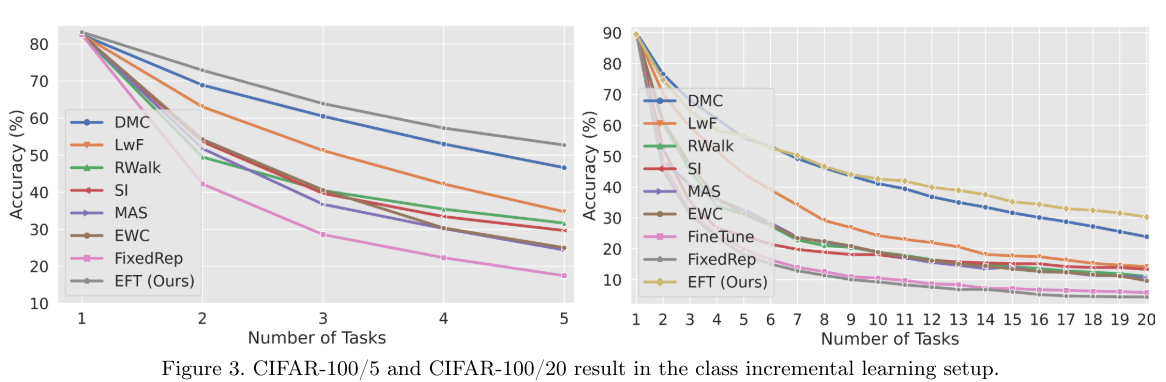 80
70
60
50
40
30
20
10
Accuracy (%)
DMC
LwF
RWalk
SI
MAS
EWC
FixedRep
EFT (Ours)
1 2 3 4 5
Number of Tasks
90
80
70
60
50
40
30
20
10
Accuracy (%)
DMC
LwF
RWalk
SI
MAS
EWC
FineTune
FixedRep
EFT (Ours)
1 2 3 4 5 6 7 8 9 10 11 12 13 14 15 16 17 18 19 20
Number of Tasks
Figure 3. CIFAR-100/5 and CIFAR-100/20 result in the class incremental learning setup.